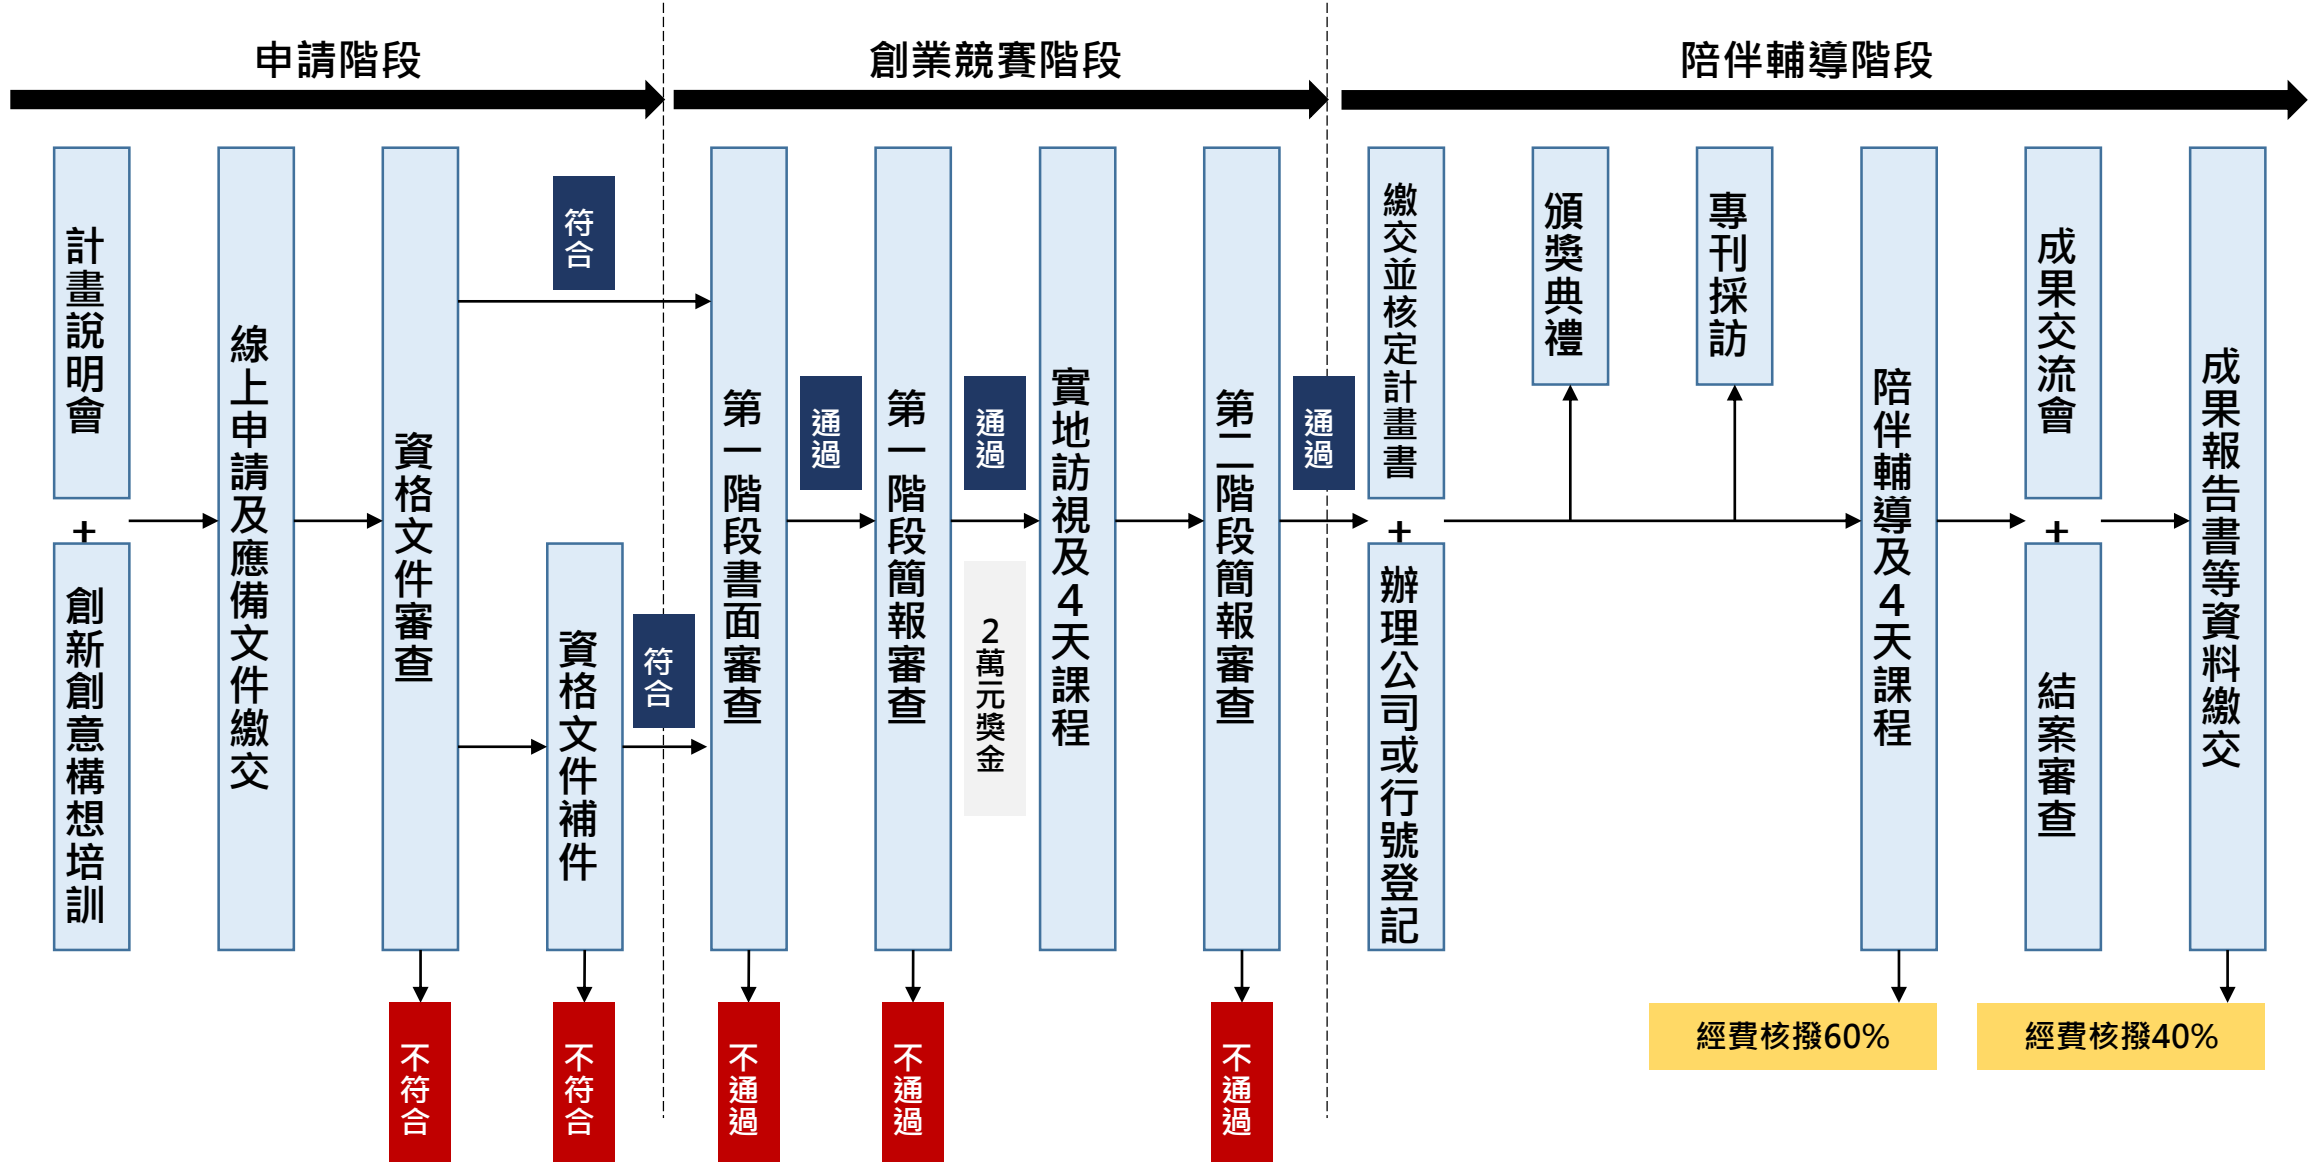 申請階段
創業競賽階段
陪伴輔導階段
計畫說明會
+
創新創意構想培訓
線上申請及應備文件繳交
資格文件審查
不符合
符合
資格文件補件
不符合
符合
第一階段書面審查
不通過
通過
第一階段簡報審查
不通過
通過
2萬元獎金
實地訪視及4天課程
第二階段簡報審查
不通過
通過
繳交並核定計畫書
+
辦理公司或行號登記
頒獎典禮
專刊採訪
陪伴輔導及4天課程
經費核撥60%
成果交流會
+
結案審查
成果報告書等資料繳交
經費核撥40%